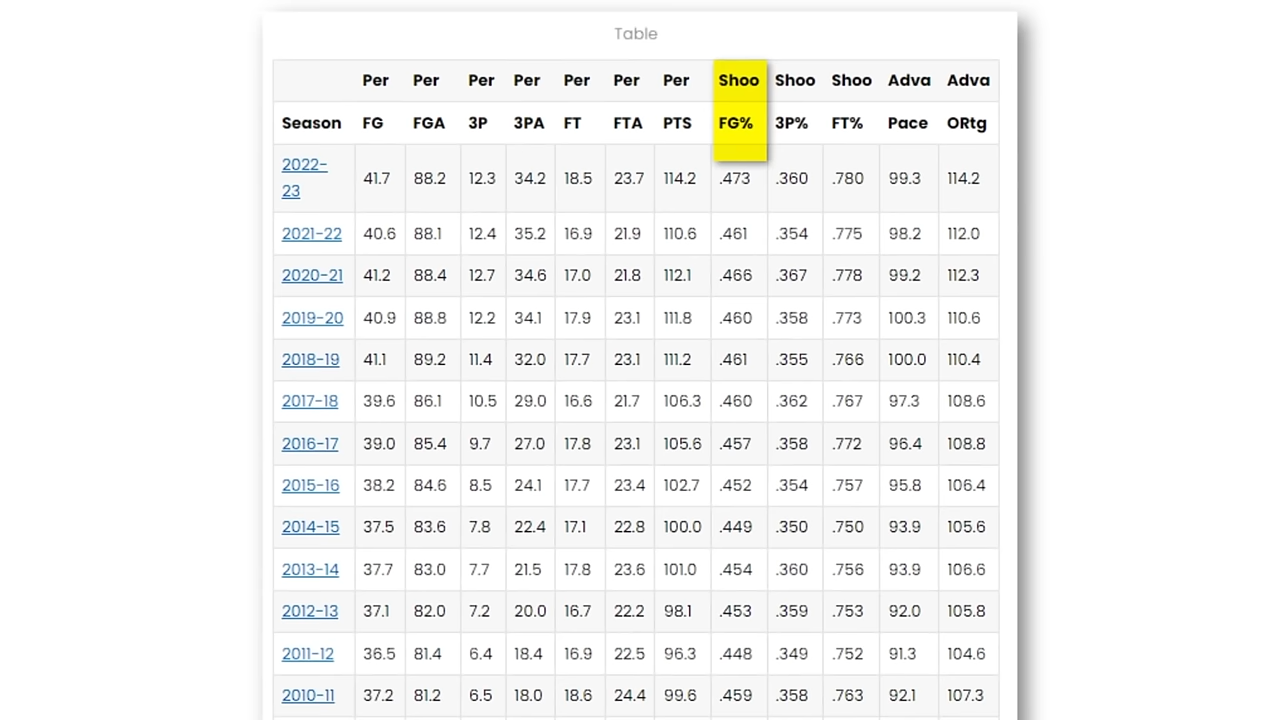 Table
Per Per Per Per Per Per Per Shoo Shoo Shoo Adva Adva
Season FG FGA 3P 3PA FT FTA PTS FG% 3P% FT% Pace ORtg
2022-
23 41.7 88.2 12.3 34.2 18.5 23.7 114.2 .473 .360 .780 99.3 114.2
2021-22 40.6 88.1 12.4 35.2 16.9 21.9 110.6 .461 .354 .775 98.2 112.0
2020-21 41.2 88.4 12.7 34.6 17.0 21.8 112.1 .466 .367 .778 99.2 112.3
2019-20 40.9 88.8 12.2 34.1 17.9 23.1 111.8 .460 .358 .773 100.3 110.6
2018-19 41.1 89.2 11.4 32.0 17.7 23.1 111.2 .461 .355 .766 100.0 110.4
2017-18 39.6 86.1 10.5 29.0 16.6 21.7 106.3 .460 .362 .767 97.3 108.6
2016-17 39.0 85.4 9.7 27.0 17.8 23.1 105.6 .457 .358 .772 96.4 108.8
2015-16 38.2 84.6 8.5 24.1 17.7 23.4 102.7 .452 .354 .757 95.8 106.4
2014-15 37.5 83.6 7.8 22.4 17.1 22.8 100.0 .449 .350 .750 93.9 105.6
2013-14 37.7 83.0 7.7 21.5 17.8 23.6 101.0 .454 .360 .756 93.9 106.6
2012-13 37.1 82.0 7.2 20.0 16.7 22.2 98.1 .453 .359 .753 92.0 105.8
2011-12 36.5 81.4 6.4 18.4 16.9 22.5 96.3 .448 .349 .752 91.3 104.6
2010-11 37.2 81.2 6.5 18.0 18.6 24.4 99.6 .459 .358 .763 92.1 107.3